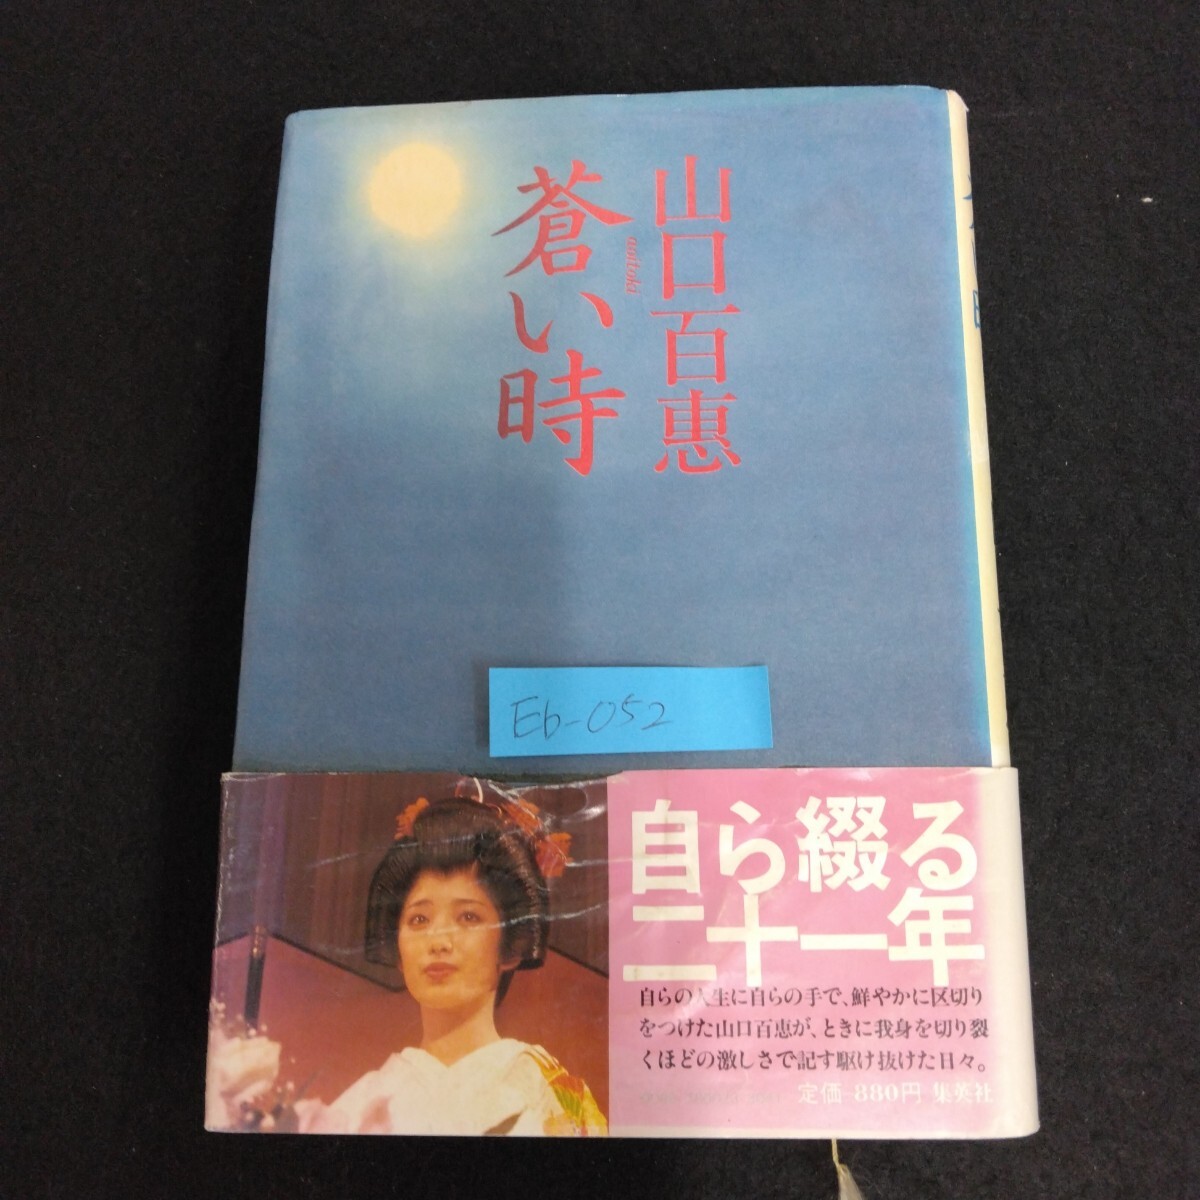 山口百惠
蒼い時
aoitoki
Eb-052
自ら綴る
二十一年
自らの人生に自らの手で、鮮やかに区切り
をつけた山口百恵が、ときに我身を切り裂
くほどの激しさで記す駆け抜けた日々。
定価 880円 集英社